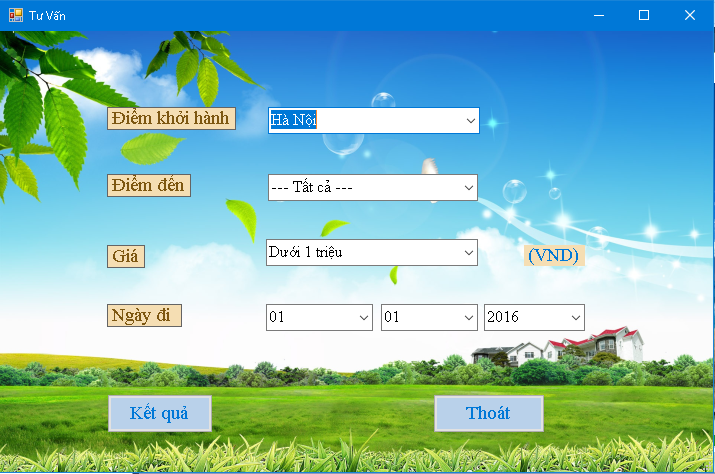 Tư Vấn
Điểm khởi hành Hà Nội
Điểm đến --- Tất cả ---
Giá Dưới 1 triệu (VND)
Ngày đi 01 01 2016
Kết quả Thoát